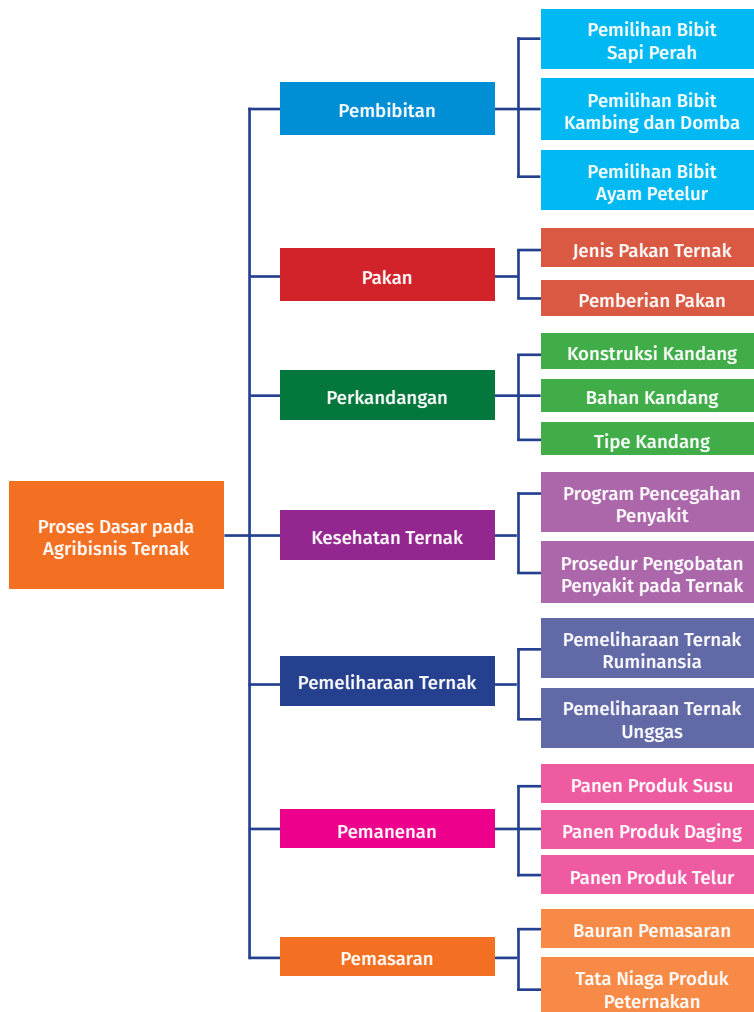 Proses Dasar pada
Agribisnis Ternak
Pembibitan
Pemilihan Bibit
Sapi Perah
Pemilihan Bibit
Kambing dan Domba
Pemilihan Bibit
Ayam Petelur
Pakan
Jenis Pakan Ternak
Pemberian Pakan
Perkandangan
Konstruksi Kandang
Bahan Kandang
Tipe Kandang
Kesehatan Ternak
Program Pencegahan
Penyakit
Prosedur Pengobatan
Penyakit pada Ternak
Pemeliharaan Ternak
Pemeliharaan Ternak
Ruminansia
Pemeliharaan Ternak
Unggas
Pemanenan
Panen Produk Susu
Panen Produk Daging
Panen Produk Telur
Pemasaran
Bauran Pemasaran
Tata Niaga Produk
Peternakan